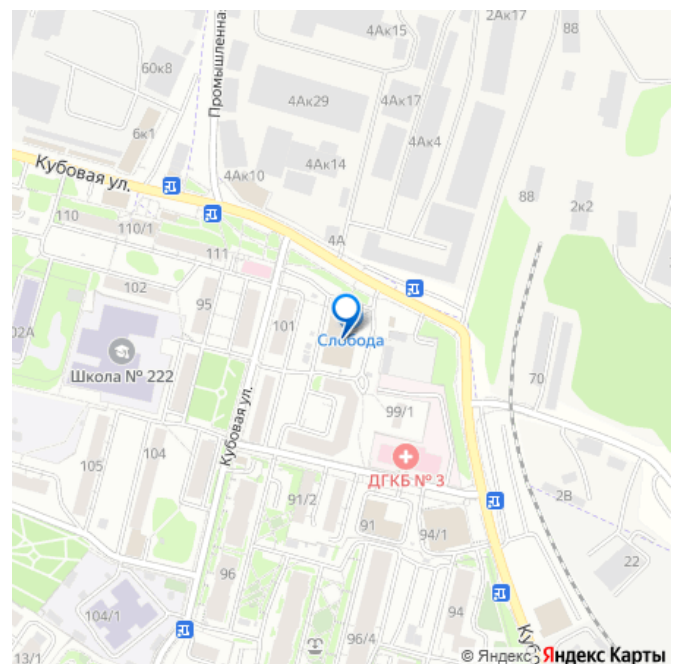 2Ак17
88
4Ак15
60к8
Промышленная
4Ак29
4Ак17
6к1
4Ак4
4Ак14
Кубовая ул.
4Ак10
88
2к2
110
110/1
111
4А
102
95
101
02А
Слобода
Школа № 222
70
Кубовая ул.
99/1
104
ДГКБ № 3
105
91/2
2В
91
94/1
22
96
104/1
94
96/4
13/1
Куб
© Яндекс Яндекс Карты